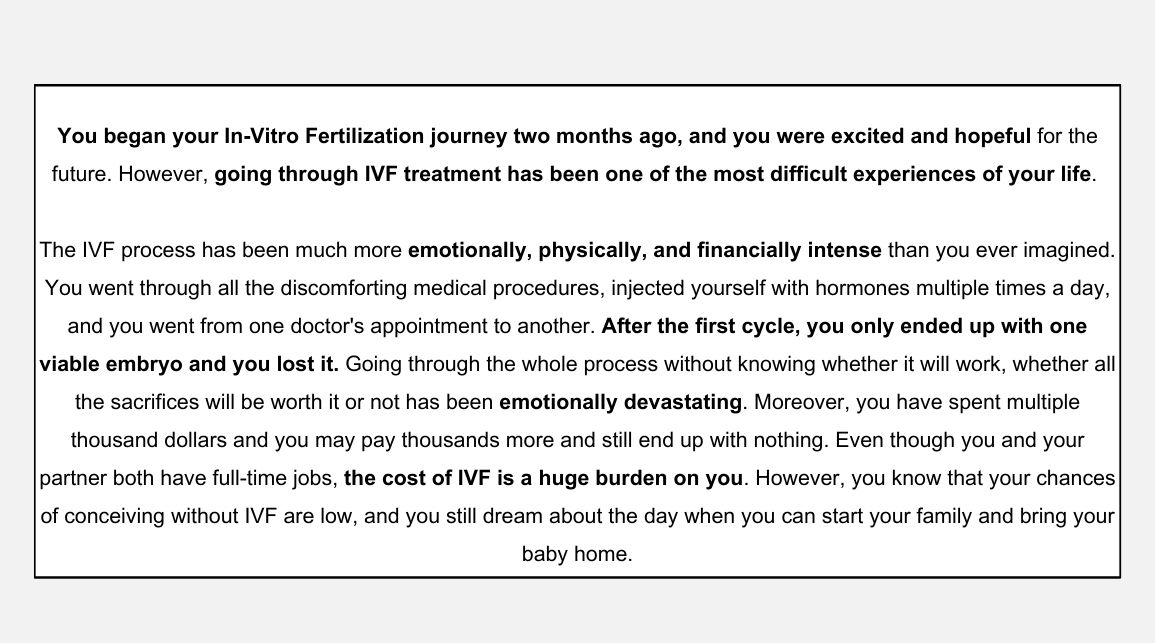 You began your In-Vitro Fertilization journey two months ago, and you were excited and hopeful for the
future. However, going through IVF treatment has been one of the most difficult experiences of your life.
The IVF process has been much more emotionally, physically, and financially intense than you ever imagined.
You went through all the discomforting medical procedures, injected yourself with hormones multiple times a day,
and you went from one doctor's appointment to another. After the first cycle, you only ended up with one
viable embryo and you lost it. Going through the whole process without knowing whether it will work, whether all
the sacrifices will be worth it or not has been emotionally devastating. Moreover, you have spent multiple
thousand dollars and you may pay thousands more and still end up with nothing. Even though you and your
partner both have full-time jobs, the cost of IVF is a huge burden on you. However, you know that your chances
of conceiving without IVF are low, and you still dream about the day when you can start your family and bring your
baby home.